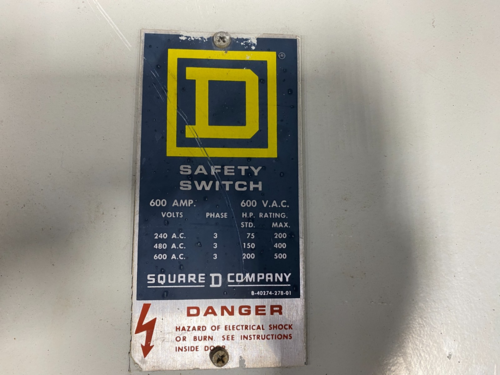 D
®
SAFETY
SWITCH
600 AMP. 600 V.A.C.
VOLTS PHASE H.P. RATING.
STD. MAX.
240 A.C. 3 75 200
480 A.C. 3 150 400
600 A.C. 3 200 500
SQUARE D COMPANY
B-40274-278-01
DANGER
HAZARD OF ELECTRICAL SHOCK
OR BURN SEE INSTRUCTIONS
INSIDE DOOR